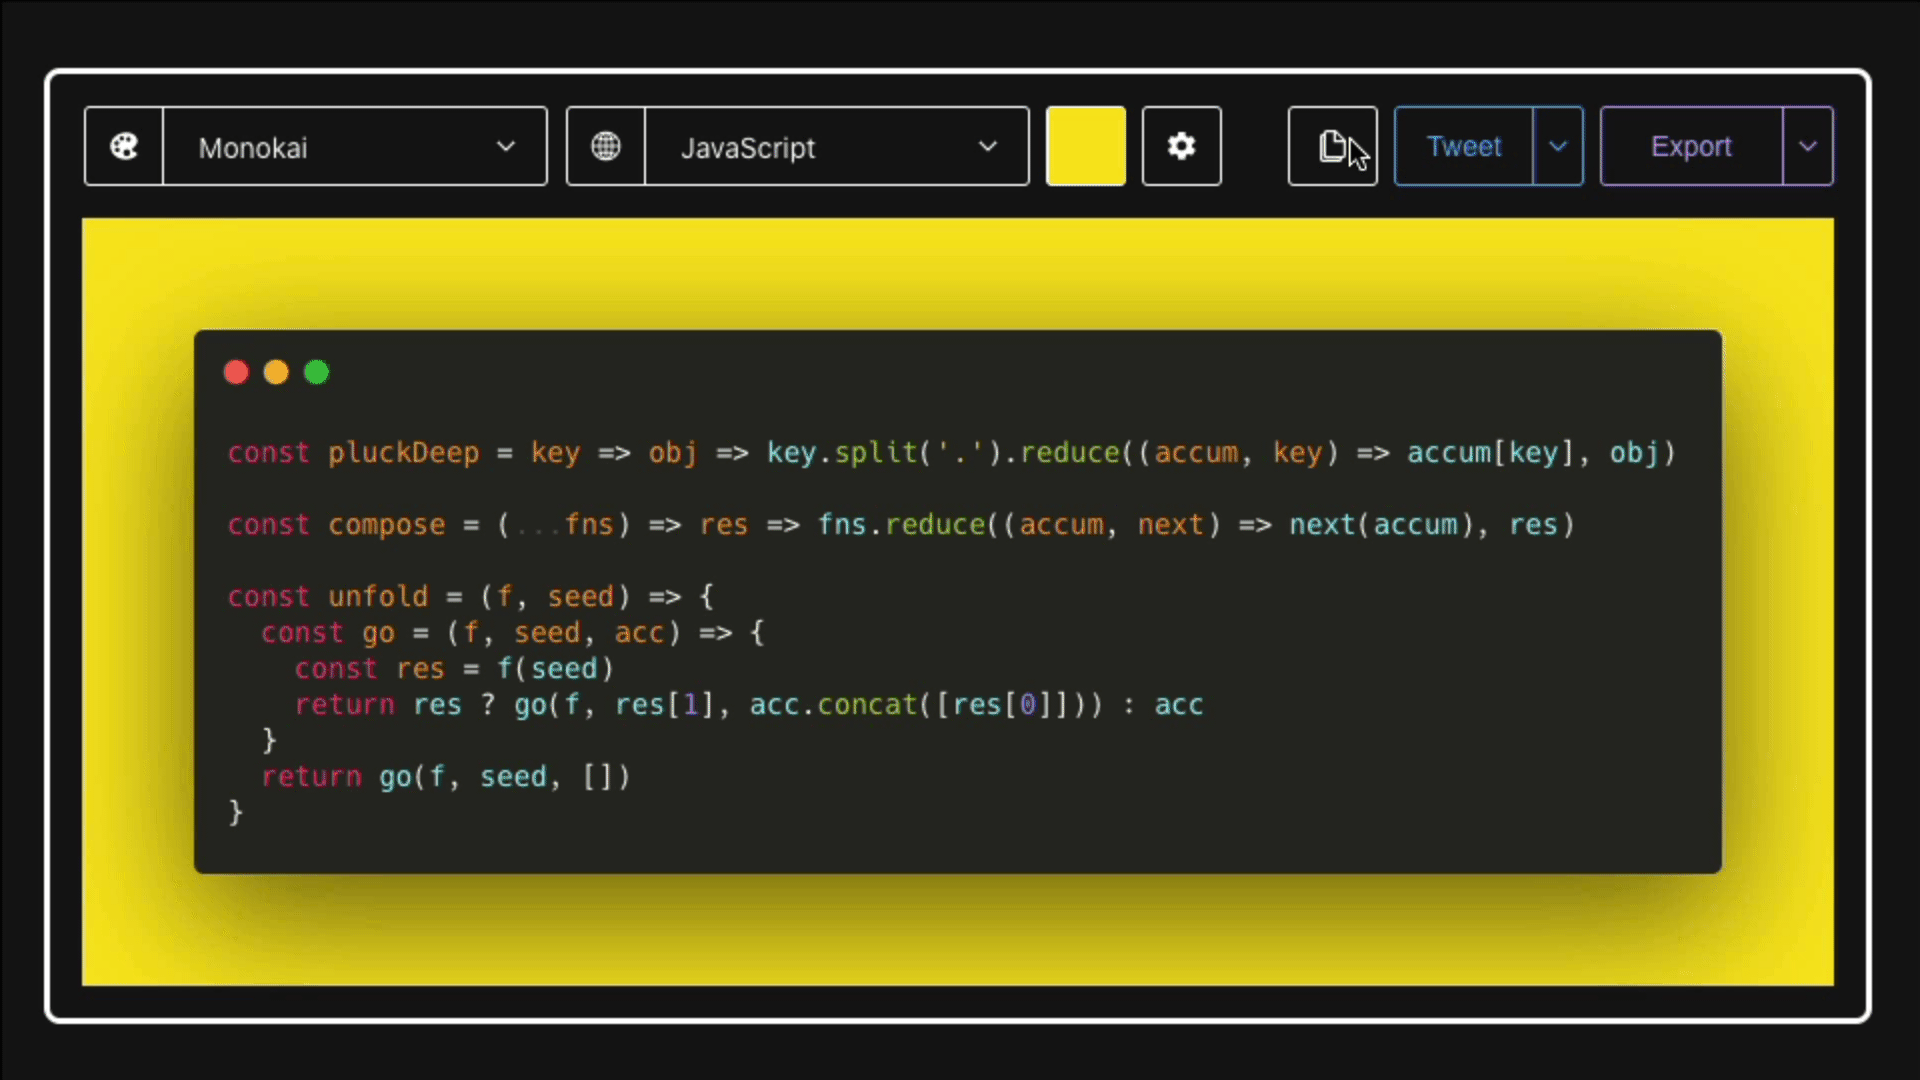 Monokai JavaScript Tweet Export
const pluckDeep = key => obj => key.split('.').reduce((accum, key) => accum[key], obj)
const compose = (...fns) => res => fns.reduce((accum, next) => next(accum), res)
const unfold = (f, seed) => {
  const go = (f, seed, acc) => {
    const res = f(seed)
    return res ? go(f, res[1], acc.concat([res[0]])) : acc
  }
  return go(f, seed, [])
}